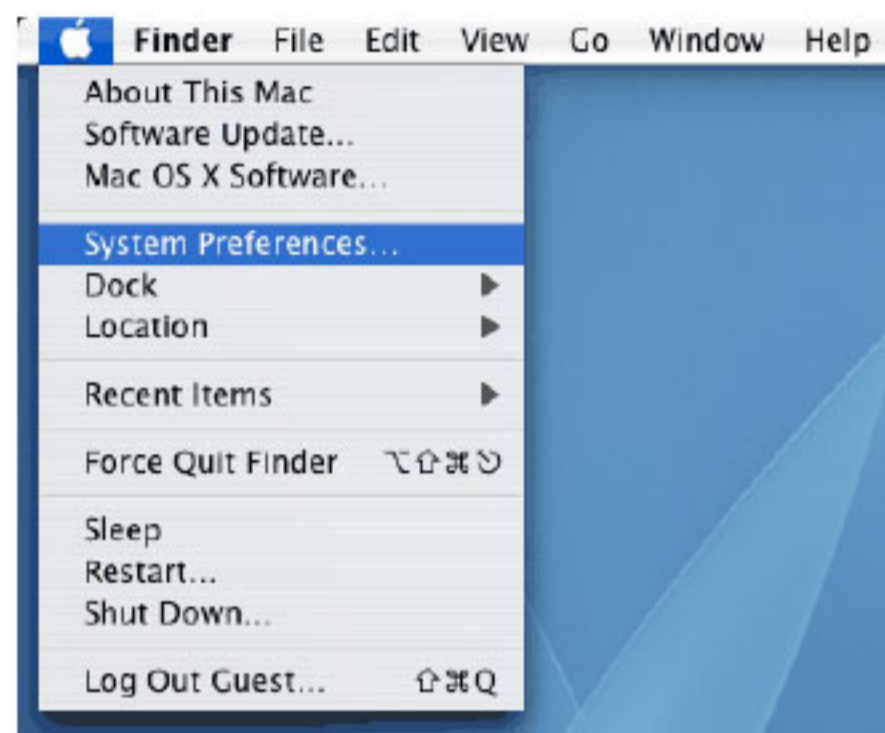 Finder File Edit View Go Window Help
About This Mac
Software Update...
Mac OS X Software...
System Preferences...
Dock
Location
Recent Items
Force Quit Finder ⌥⇧⌘⎋
Sleep
Restart...
Shut Down...
Log Out Guest... ⇧⌘Q